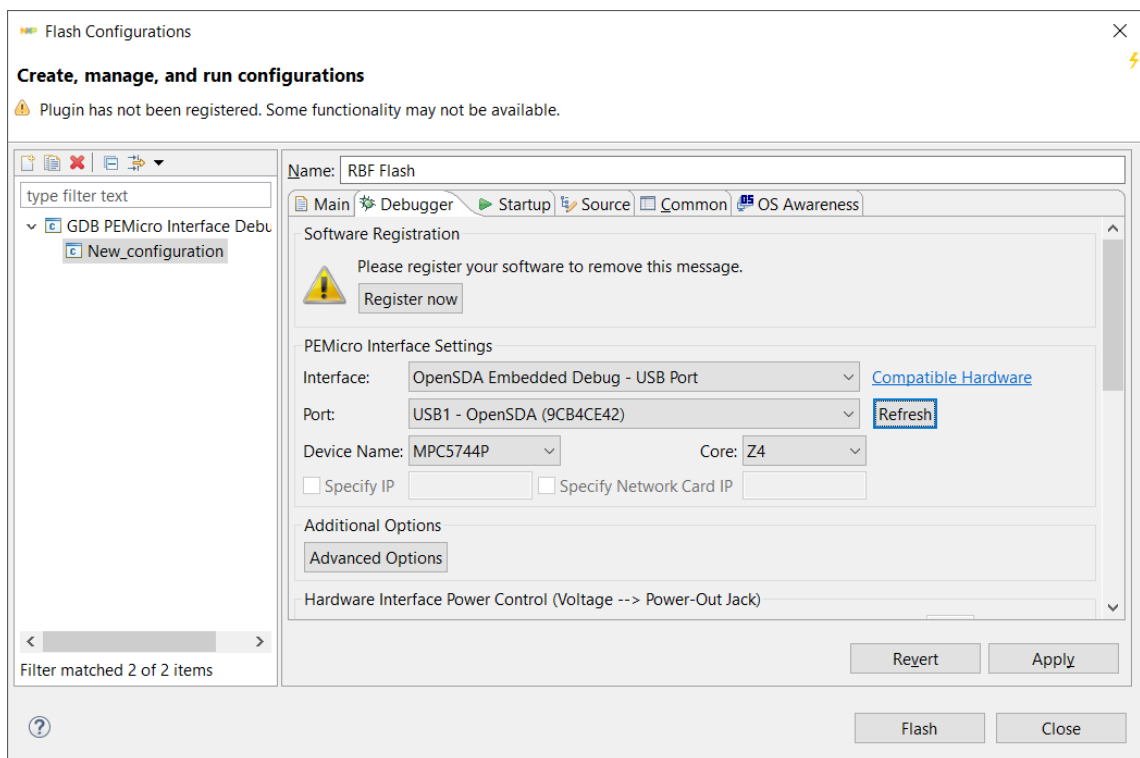 NXP Flash Configurations
Create, manage, and run configurations
Plugin has not been registered. Some functionality may not be available.
type filter text
GDB PEMicro Interface Debu
New_configuration
Filter matched 2 of 2 items
Name: RBF Flash
Main Debugger Startup Source Common OS Awareness
Software Registration
Please register your software to remove this message.
Register now
PEMicro Interface Settings
Interface: OpenSDA Embedded Debug - USB Port Compatible Hardware
Port: USB1 - OpenSDA (9CB4CE42) Refresh
Device Name: MPC5744P Core: Z4
Specify IP Specify Network Card IP
Additional Options
Advanced Options
Hardware Interface Power Control (Voltage --> Power-Out Jack)
Revert Apply
? Flash Close